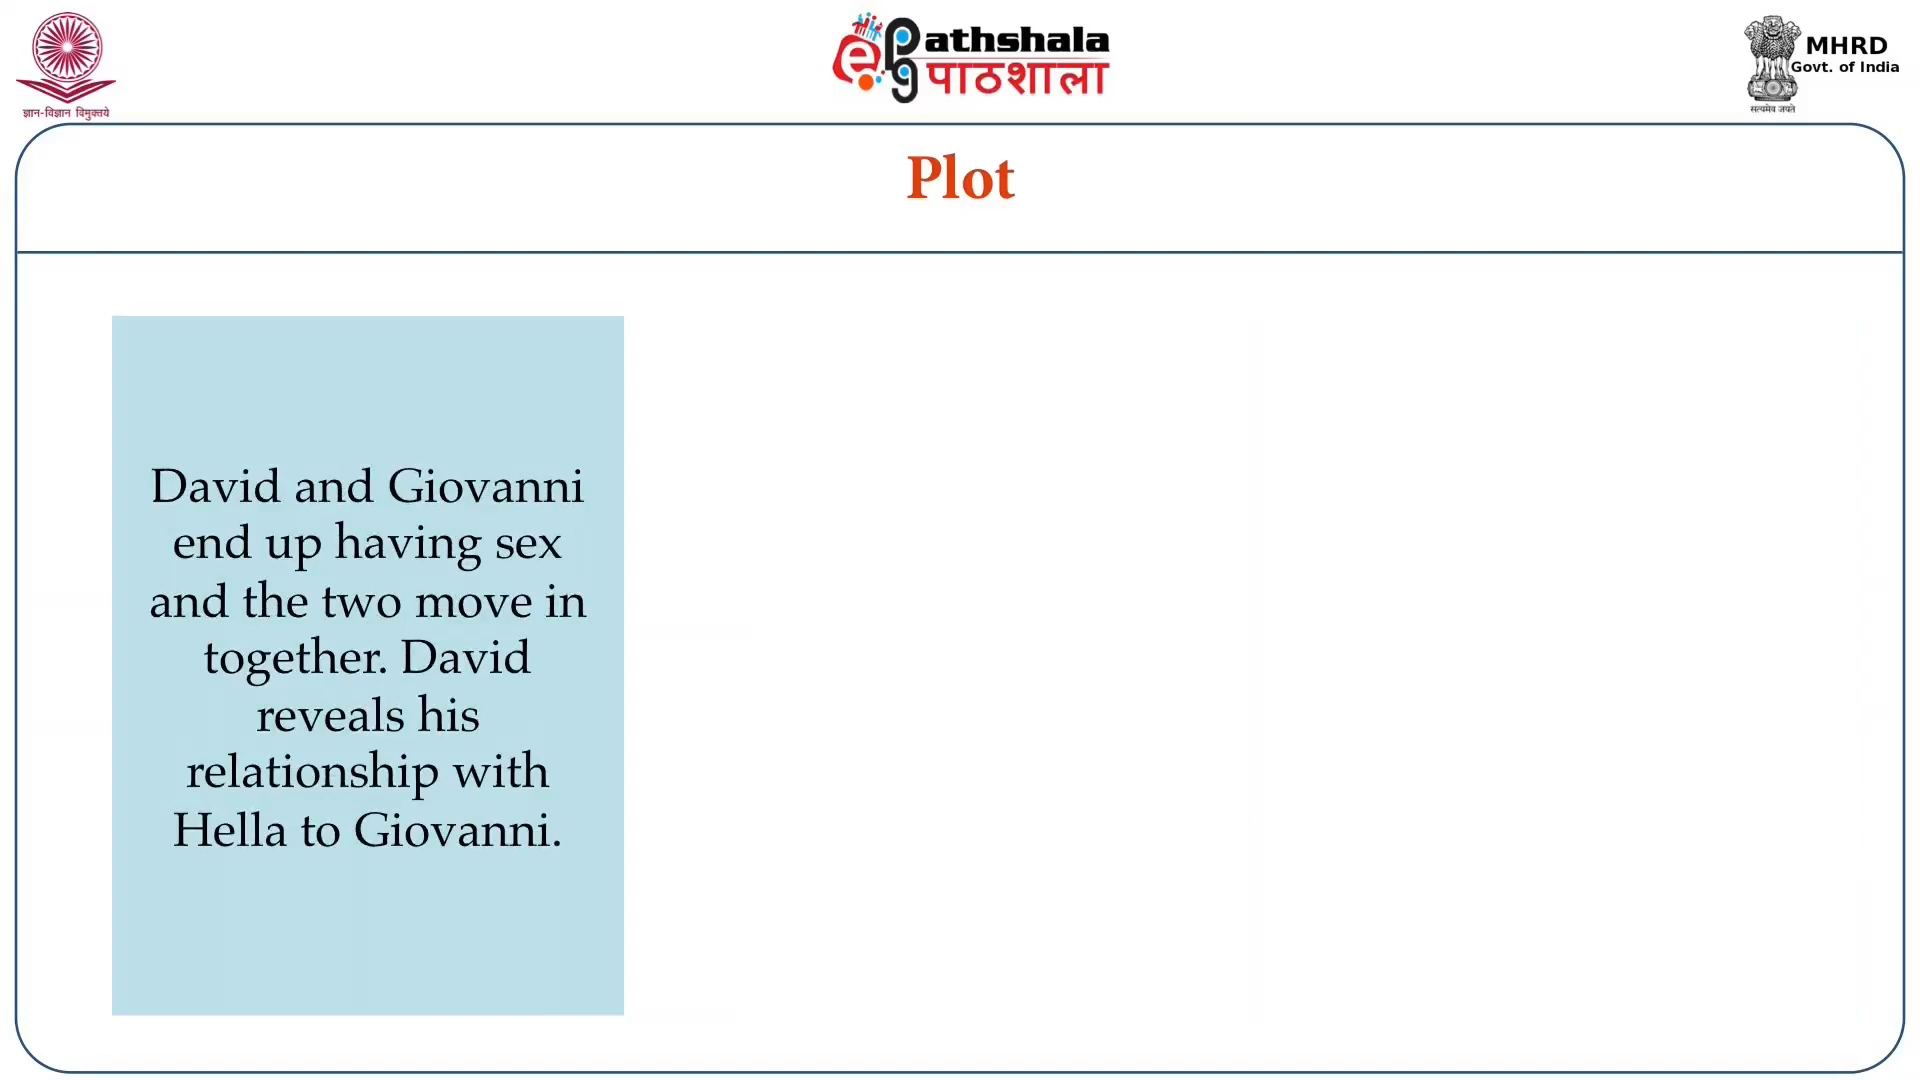 ज्ञान-विज्ञान विमुक्तये
e
pg
athshala
पाठशाला
MHRD
Govt. of India
सत्यमेव जयते
Plot
David and Giovanni
end up having sex
and the two move in
together. David
reveals his
relationship with
Hella to Giovanni.